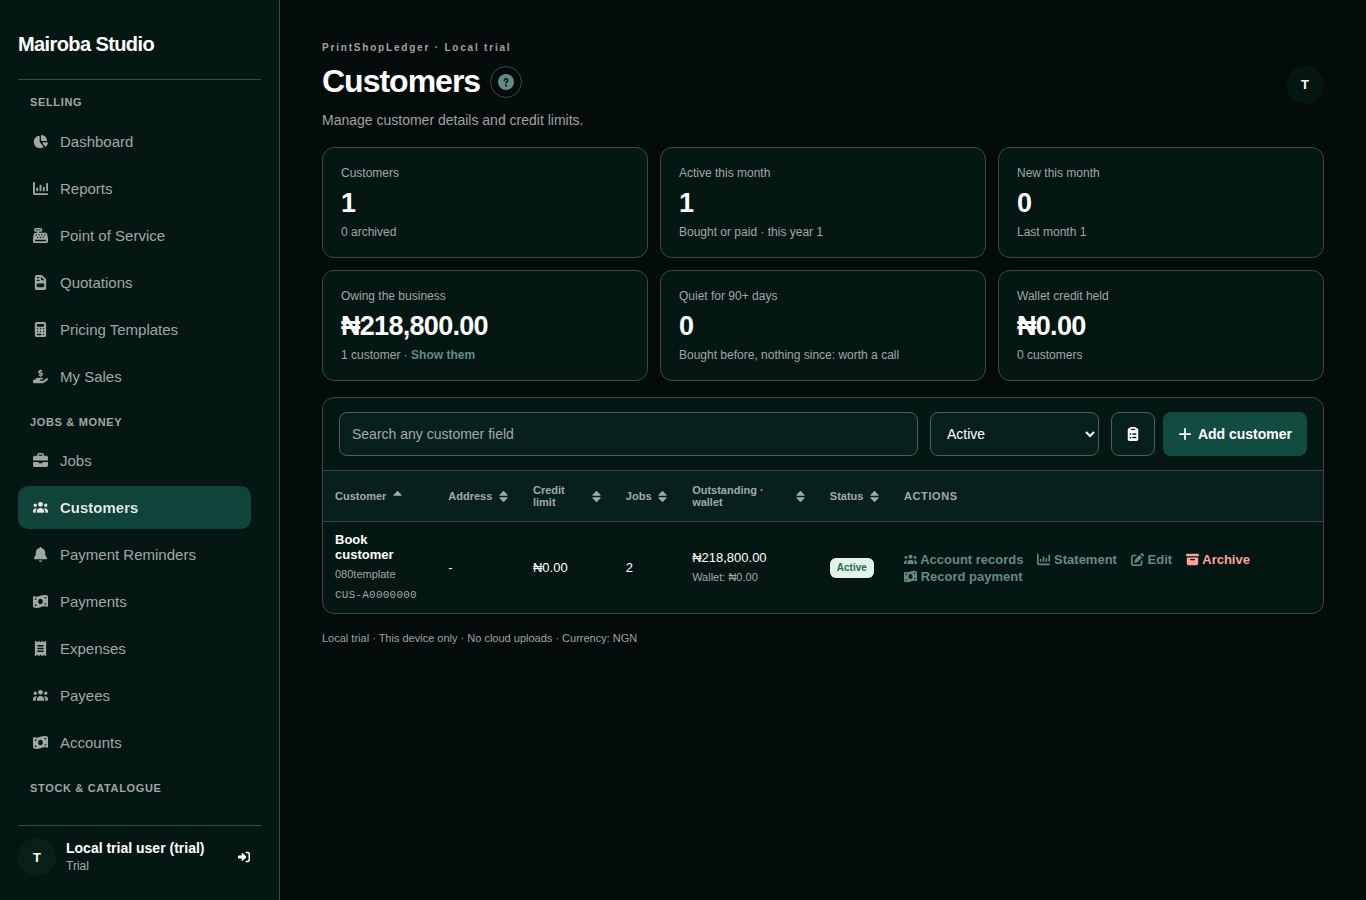 Mairoba Studio
SELLING
Dashboard
Reports
Point of Service
Quotations
Pricing Templates
My Sales
JOBS & MONEY
Jobs
Customers
Payment Reminders
Payments
Expenses
Payees
Accounts
STOCK & CATALOGUE
T
Local trial user (trial)
Trial
PrintShopLedger · Local trial
Customers ?
T
Manage customer details and credit limits.
Customers
1
0 archived
Active this month
1
Bought or paid · this year 1
New this month
0
Last month 1
Owing the business
₦218,800.00
1 customer · Show them
Quiet for 90+ days
0
Bought before, nothing since: worth a call
Wallet credit held
₦0.00
0 customers
Search any customer field
Active
Add customer
Customer
Address
Credit
limit
Jobs
Outstanding ·
wallet
Status
ACTIONS
Book
customer
080template
CUS-A0000000
-
₦0.00
2
₦218,800.00
Wallet: ₦0.00
Active
Account records Statement Edit Archive
Record payment
Local trial · This device only · No cloud uploads · Currency: NGN